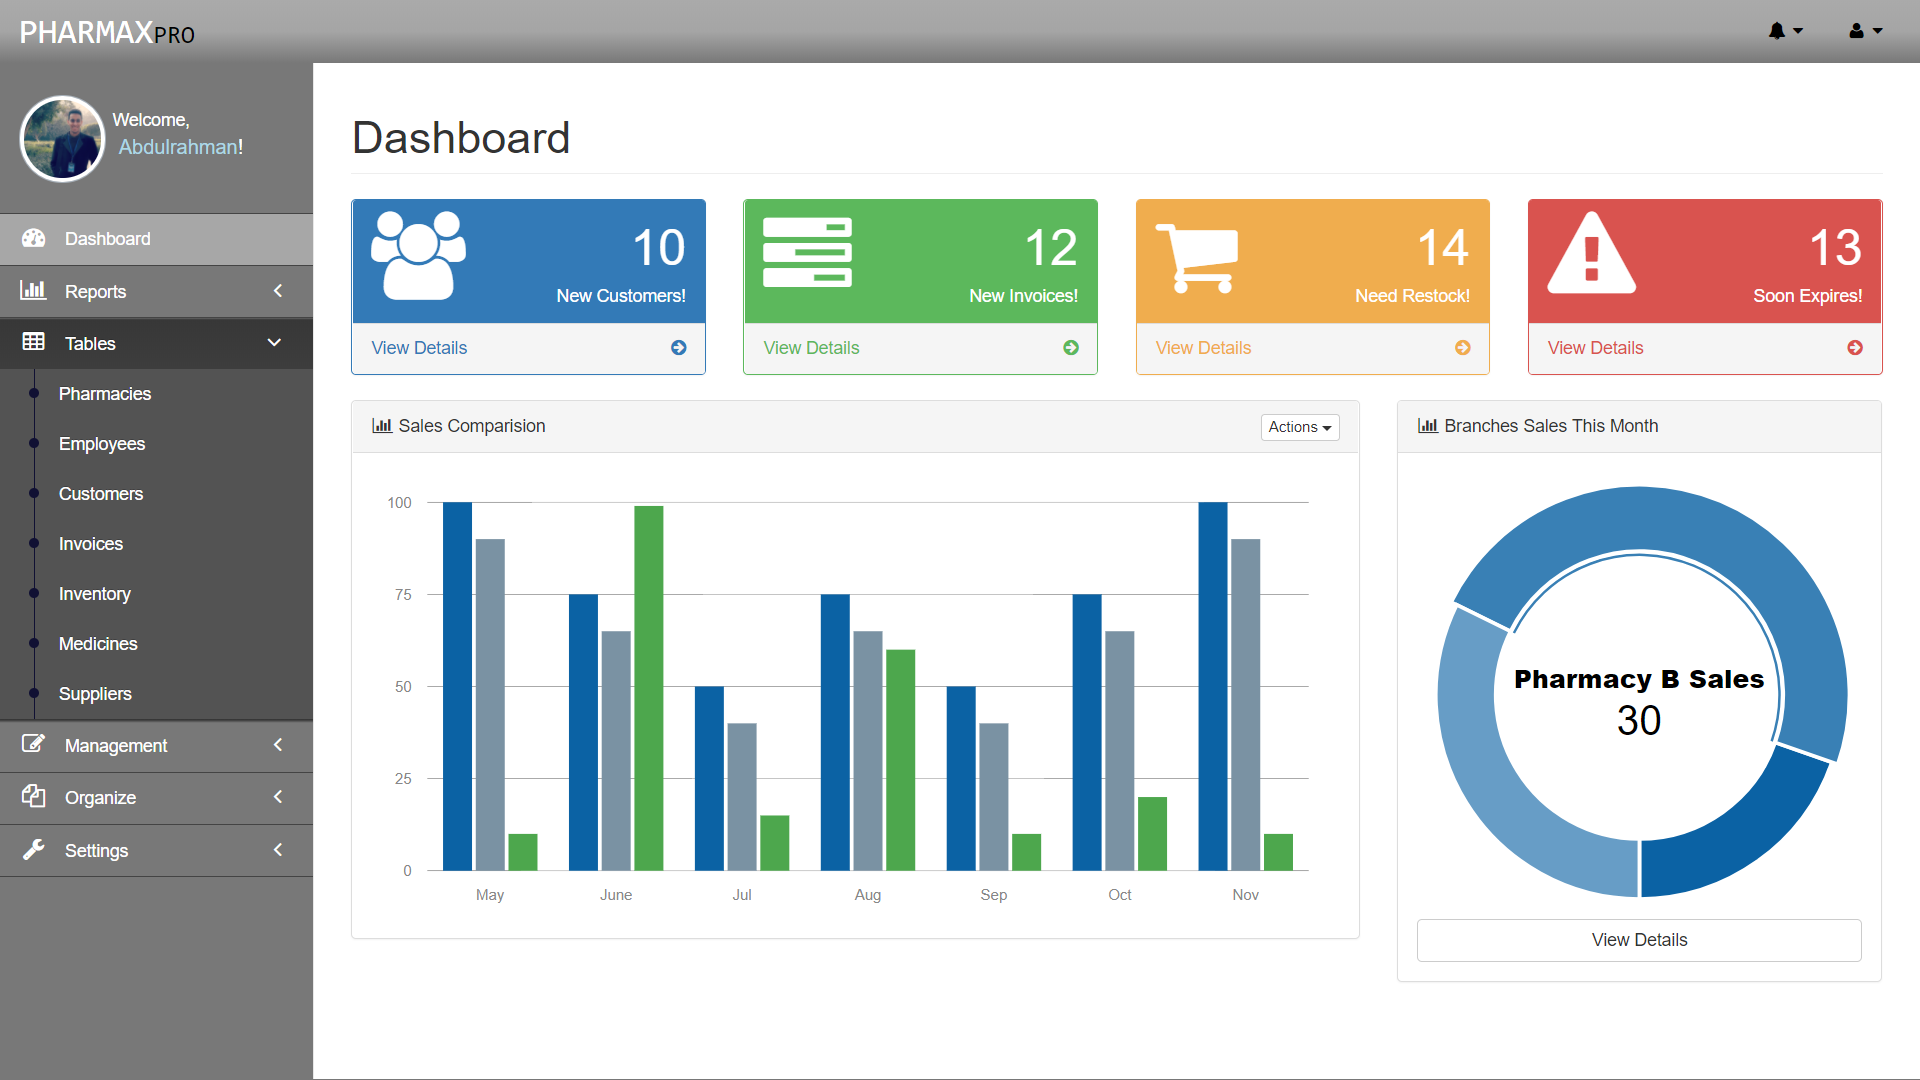 PHARMAXPRO
Welcome,
Abdulrahman!
Dashboard
Reports
Tables
Pharmacies
Employees
Customers
Invoices
Inventory
Medicines
Suppliers
Management
Organize
Settings
Dashboard
10
New Customers!
View Details
12
New Invoices!
View Details
14
Need Restock!
View Details
13
Soon Expires!
View Details
Sales Comparision
Actions
100
75
50
25
0
May June Jul Aug Sep Oct Nov
Branches Sales This Month
Pharmacy B Sales
30
View Details